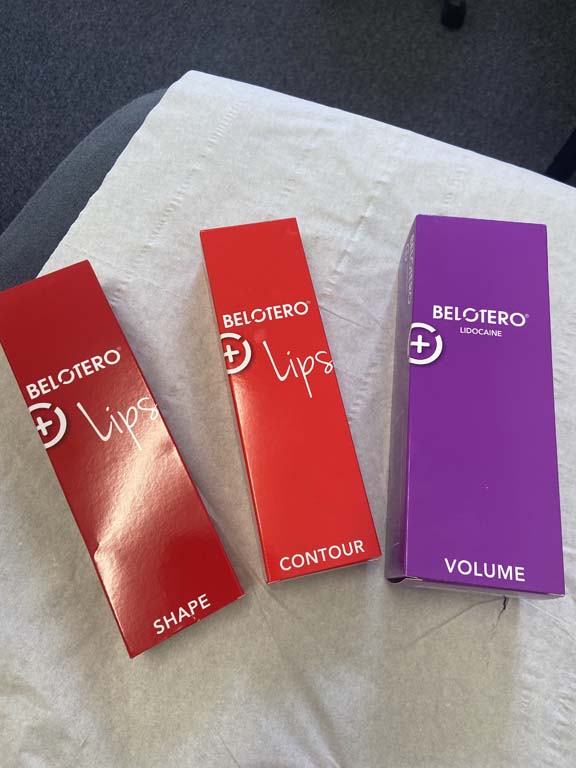 BELOTERO®
Lips
SHAPE
BELOTERO®
Lips
CONTOUR
BELOTERO®
LIDOCAINE
VOLUME